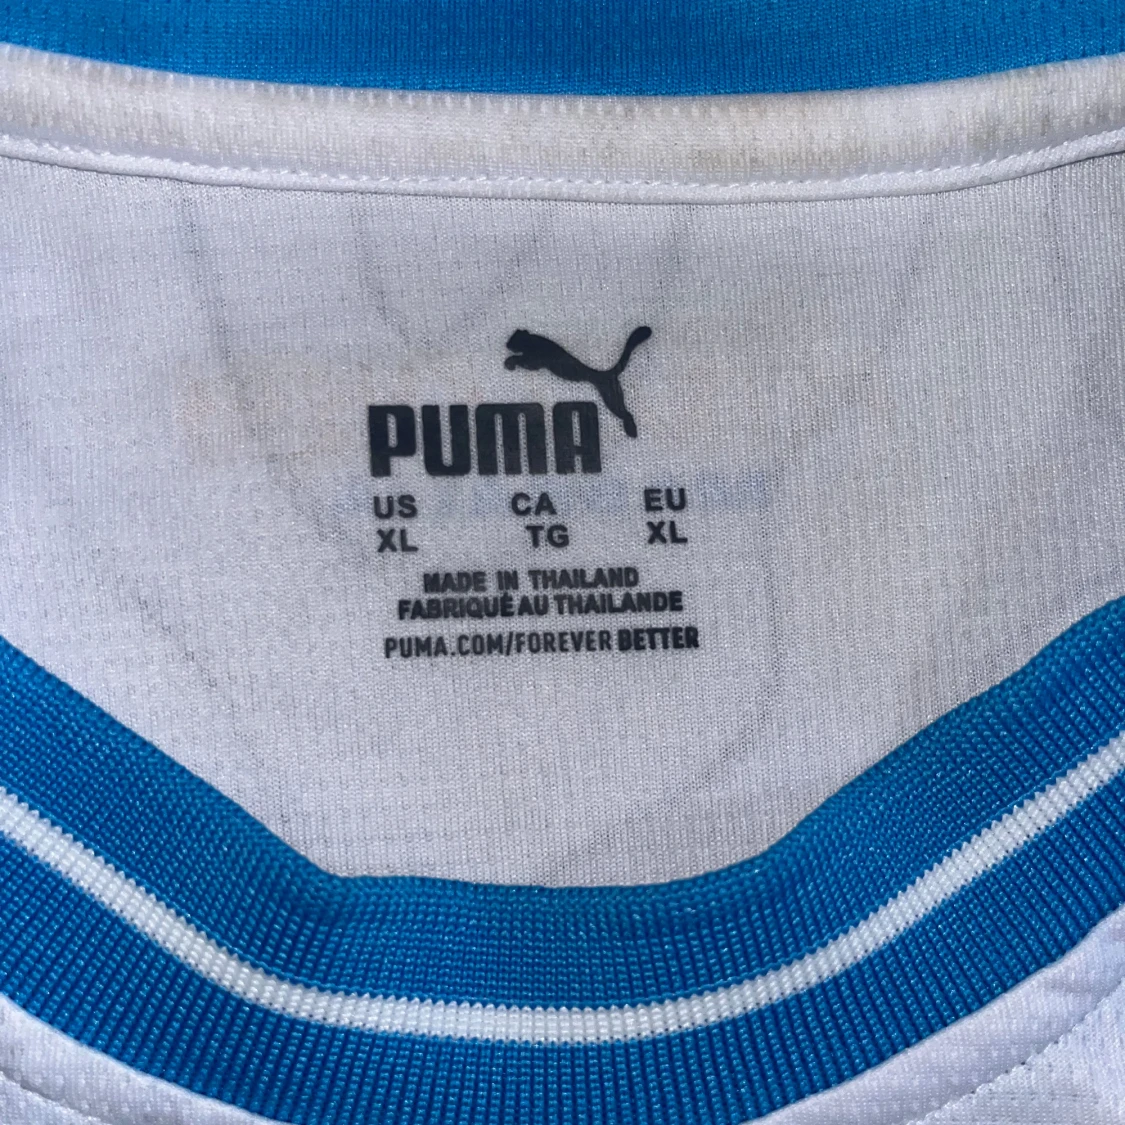 PUMA
US CA EU
XL TG XL
MADE IN THAILAND
FABRIQUÉ AU THAILANDE
PUMA.COM/FOREVER BETTER